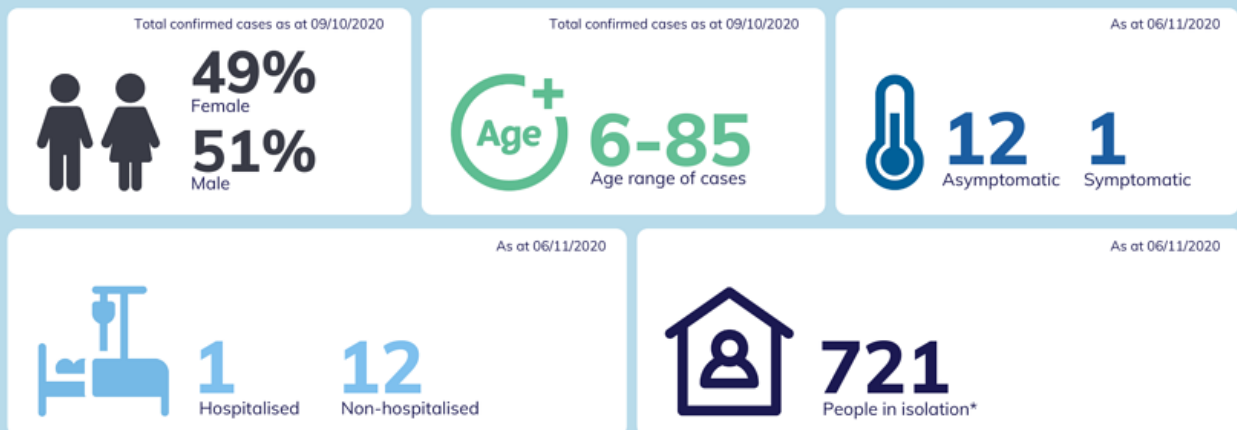 Total confirmed cases as at 09/10/2020
49%
Female
51%
Male
Total confirmed cases as at 09/10/2020
Age
6-85
Age range of cases
As at 06/11/2020
12 1
Asymptomatic Symptomatic
As at 06/11/2020
1 12
Hospitalised Non-hospitalised
As at 06/11/2020
721
People in isolation*